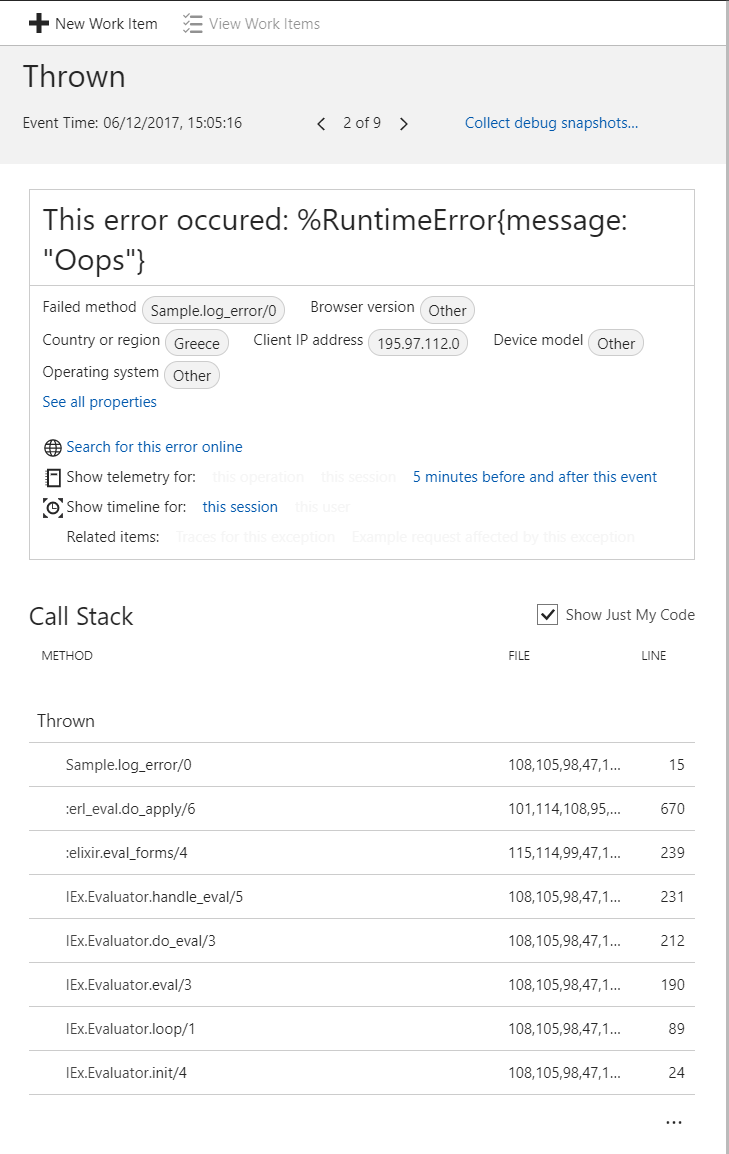 New Work Item View Work Items
Thrown
Event Time: 06/12/2017, 15:05:16 2 of 9 Collect debug snapshots...
This error occured: %RuntimeError{message:
"Oops"}
Failed method Sample.log_error/0 Browser version Other
Country or region Greece Client IP address 195.97.112.0 Device model Other
Operating system Other
See all properties
Search for this error online
Show telemetry for: this operation this session 5 minutes before and after this event
Show timeline for: this session this user
Related items: Traces for this exception Example request affected by this exception
Call Stack Show Just My Code
METHOD FILE LINE
Thrown
Sample.log_error/0 108,105,98,47,1... 15
:erl_eval.do_apply/6 101,114,108,95,... 670
:elixir.eval_forms/4 115,114,99,47,1... 239
IEx.Evaluator.handle_eval/5 108,105,98,47,1... 231
IEx.Evaluator.do_eval/3 108,105,98,47,1... 212
IEx.Evaluator.eval/3 108,105,98,47,1... 190
IEx.Evaluator.loop/1 108,105,98,47,1... 89
IEx.Evaluator.init/4 108,105,98,47,1... 24
...